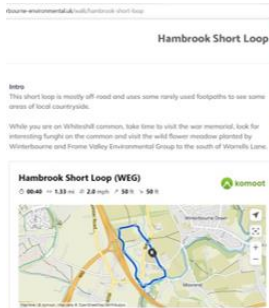 rbourne-environmental.uk/walk/hambrook-short-loop
Hambrook Short Loop
Intro
This short loop is mostly off road and uses some rarely used footpaths to see some
areas of local countryside.
While you are on Whiteshill common, take time to visit the war memorial, look for
interesting funghi on the common and visit the wild flower meadow planted by
Winterbourne and Frome Valley Environmental Group to the south of Worrells Lane.
Hambrook Short Loop (WEG)
komoot
00:40 1.33 mi 2.0 mph 50 ft 50 ft
Winterbourne Down